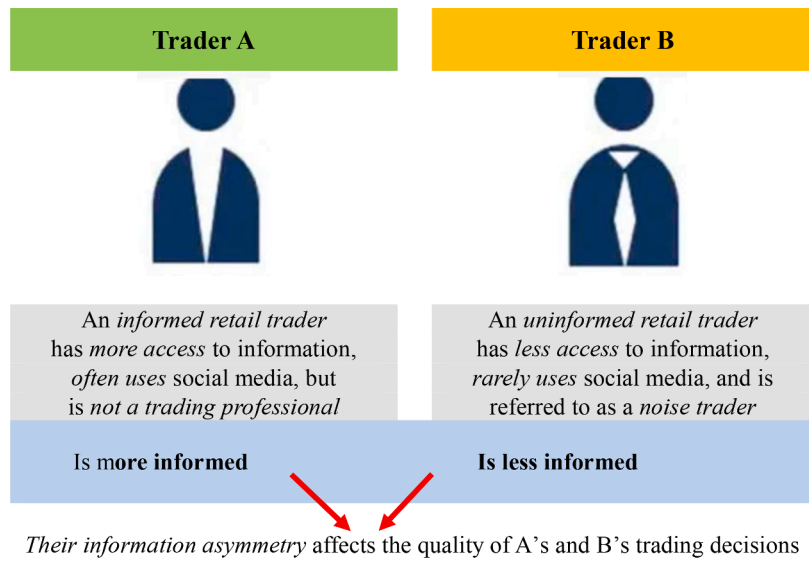 Trader A
Trader B
An informed retail trader
has more access to information,
often uses social media, but
is not a trading professional
An uninformed retail trader
has less access to information,
rarely uses social media, and is
referred to as a noise trader
Is more informed
Is less informed
Their information asymmetry affects the quality of A's and B's trading decisions